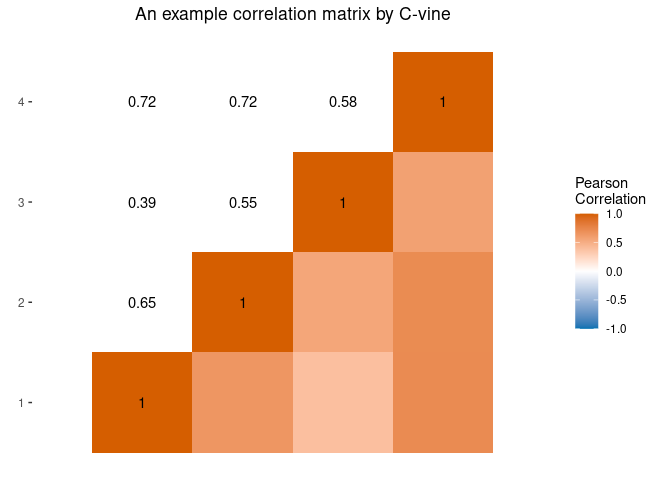 An example correlation matrix by C-vine
4 0.72 0.72 0.58 1
3 0.39 0.55 1
2 0.65 1
1 1
Pearson
Correlation
1.0
0.5
0.0
-0.5
-1.0